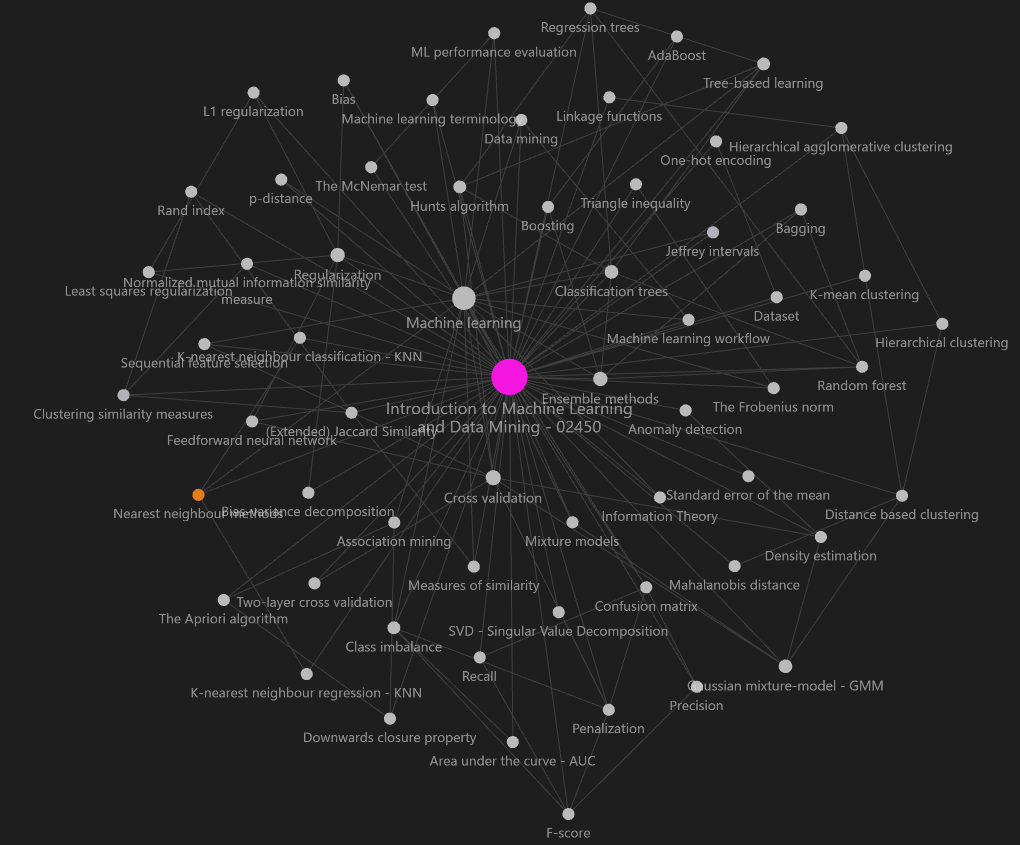 Regression trees
ML performance evaluation
AdaBoost
Tree-based learning
Bias
L1 regularization
Machine learning terminology
Linkage functions
Data mining
Hierarchical agglomerative clustering
One-hot encoding
The McNemar test
p-distance
Hunts algorithm
Triangle inequality
Rand index
Boosting
Bagging
Jeffrey intervals
Regularization
Normalized mutual information similarity
measure
Least squares regularization
Classification trees
K-mean clustering
Dataset
Machine learning
Machine learning workflow
Hierarchical clustering
K-nearest neighbour classification - KNN
Sequential feature selection
Random forest
Ensemble methods
The Frobenius norm
Introduction to Machine Learning
and Data Mining - 02450
Clustering similarity measures
Anomaly detection
(Extended) Jaccard Similarity
Feedforward neural network
Cross validation
Standard error of the mean
Nearest neighbour methods
Bias-variance decomposition
Information Theory
Distance based clustering
Association mining
Mixture models
Density estimation
Measures of similarity
Mahalanobis distance
Two-layer cross validation
Confusion matrix
The Apriori algorithm
SVD - Singular Value Decomposition
Class imbalance
Recall
Gaussian mixture-model - GMM
K-nearest neighbour regression - KNN
Precision
Penalization
Downwards closure property
Area under the curve - AUC
F-score